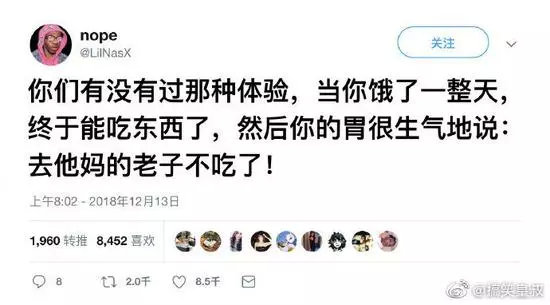 nope
@LilNasX
关注
你们有没有过那种体验，当你饿了一整天，
终于能吃东西了，然后你的胃很生气地说：
去他妈的老子不吃了！
上午8:02 - 2018年12月13日
1,960 转推 8,452 喜欢
8 2.0千 8.5千
@搞笑皇叔